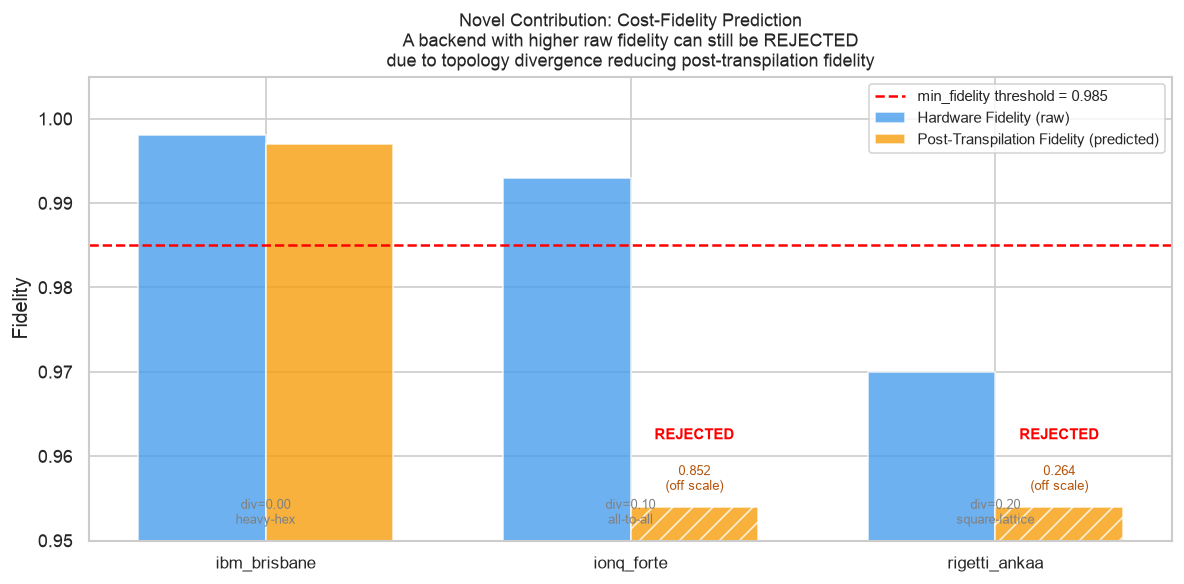 Novel Contribution: Cost-Fidelity Prediction
A backend with higher raw fidelity can still be REJECTED
due to topology divergence reducing post-transpilation fidelity
min_fidelity threshold = 0.985
Hardware Fidelity (raw)
Post-Transpilation Fidelity (predicted)
Fidelity
1.00
0.99
0.98
0.97
0.96
0.95
REJECTED
REJECTED
0.852
(off scale)
0.264
(off scale)
div=0.00
heavy-hex
div=0.10
all-to-all
div=0.20
square-lattice
ibm_brisbane
ionq_forte
rigetti_ankaa